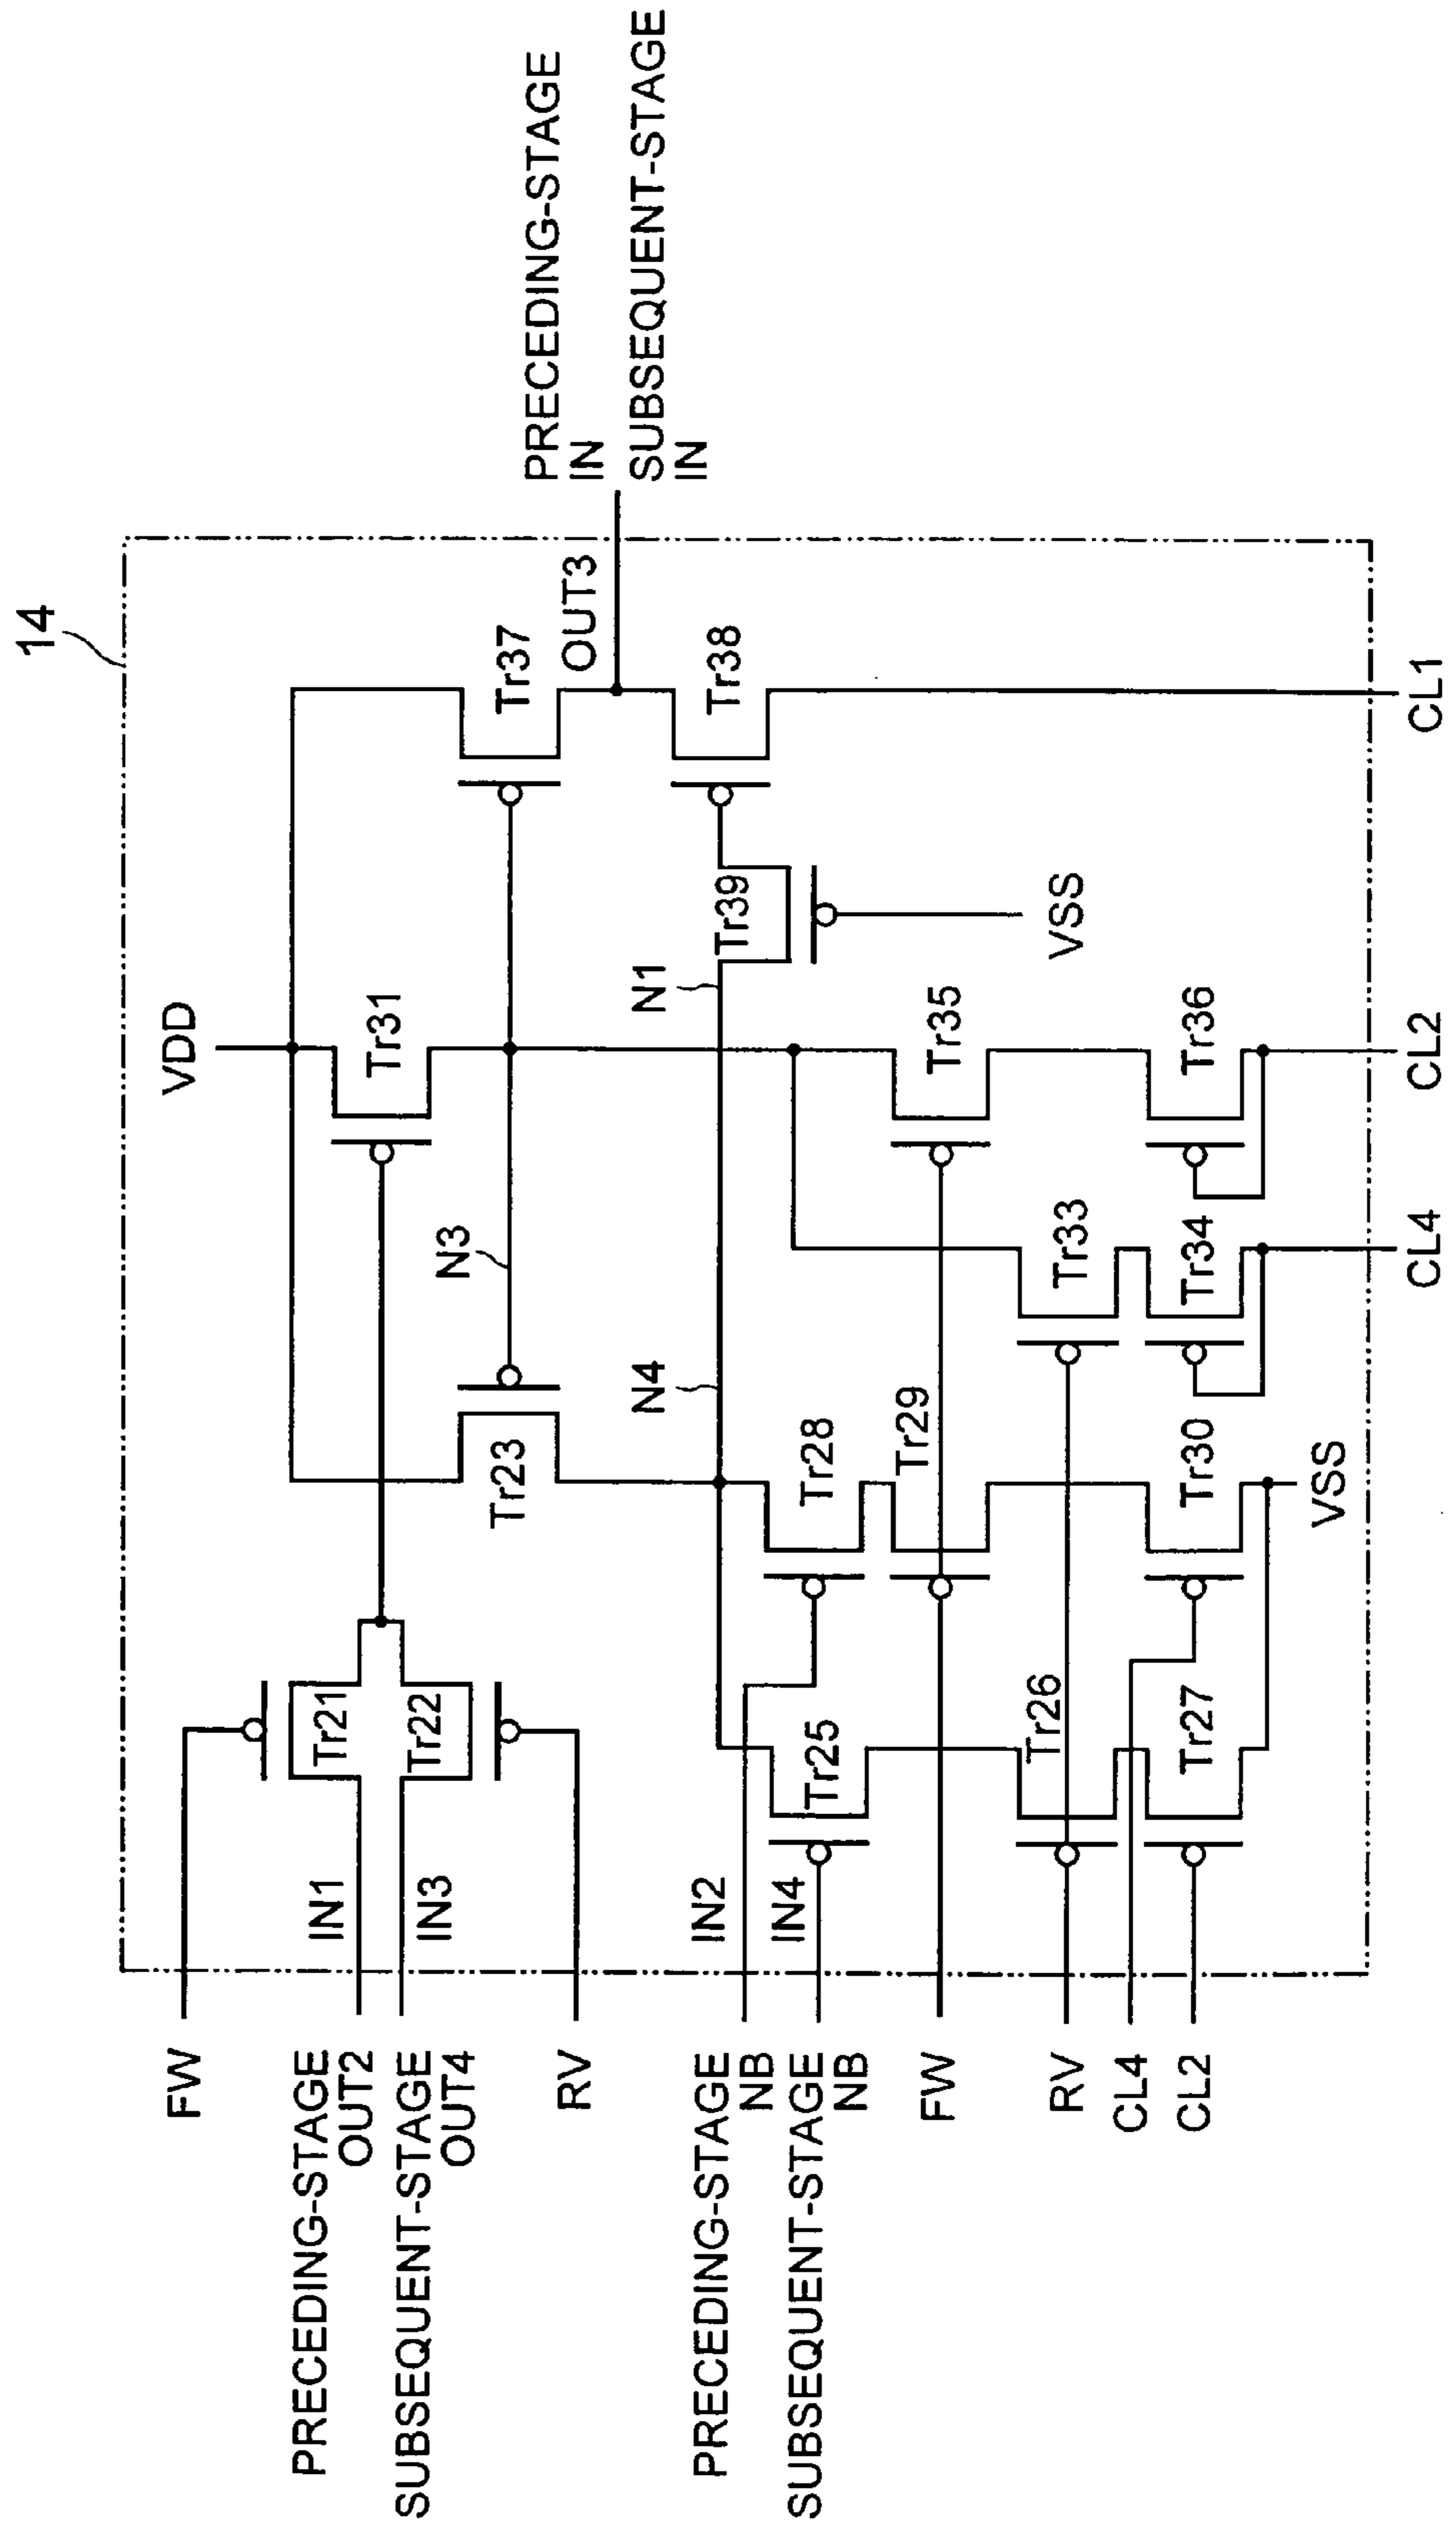 14
FW
PRECEDING-STAGE
OUT2
SUBSEQUENT-STAGE
OUT4
RV
PRECEDING-STAGE
NB
SUBSEQUENT-STAGE
NB
FW
RV
CL4
CL2
IN1
IN3
IN2
IN4
Tr21
Tr22
Tr23
Tr25
Tr26
Tr27
Tr28
Tr29
Tr30
VSS
N3
N4
VDD
Tr31
Tr33
Tr34
CL4
Tr35
Tr36
CL2
N1
Tr39
VSS
Tr37
OUT3
Tr38
CL1
PRECEDING-STAGE
IN
SUBSEQUENT-STAGE
IN